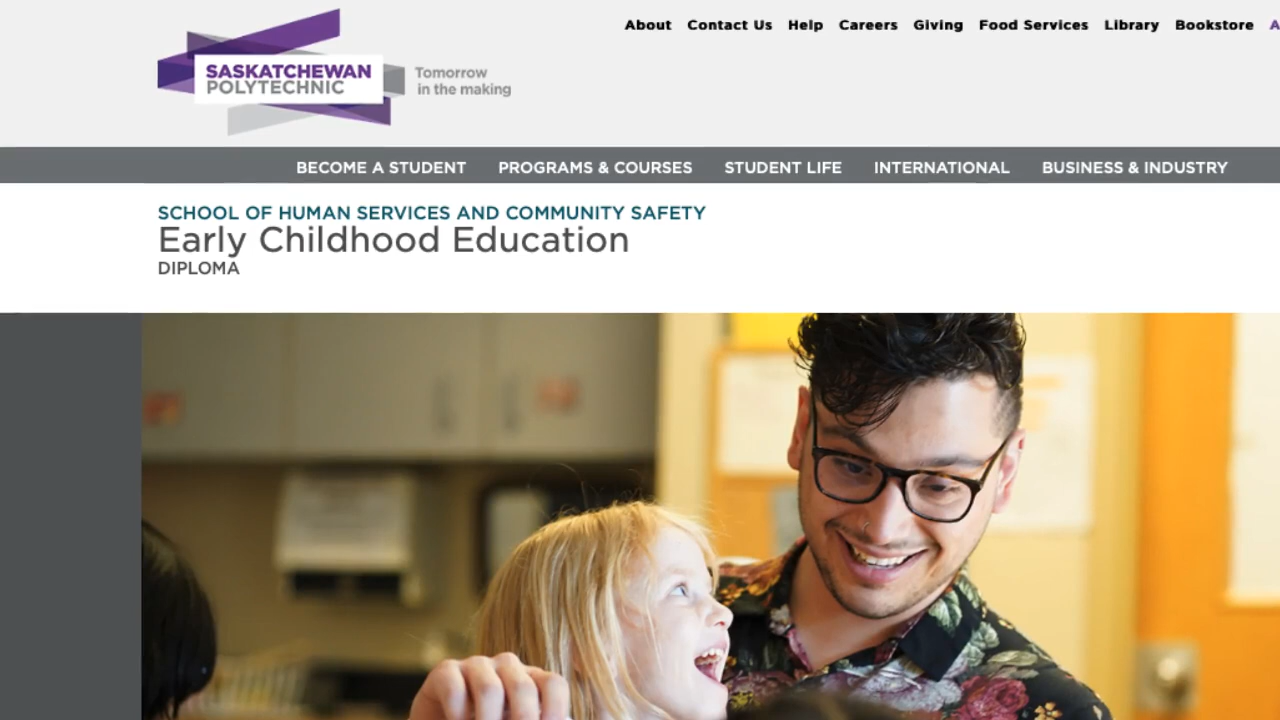 About Contact Us Help Careers Giving Food Services Library Bookstore A
SASKATCHEWAN
POLYTECHNIC
Tomorrow
in the making
BECOME A STUDENT PROGRAMS & COURSES STUDENT LIFE INTERNATIONAL BUSINESS & INDUSTRY
SCHOOL OF HUMAN SERVICES AND COMMUNITY SAFETY
Early Childhood Education
DIPLOMA